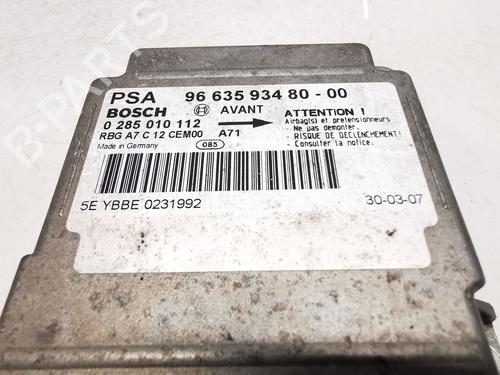 PSA 96 635 934 80 - 00
BOSCH AVANT
0 285 010 112
RBG A7 C 12 CEM00 A71
Made in Germany 085
ATTENTION !
Airbag(s) et pretensionneurs
- Ne pas demonter.
- RISQUE DE DECLENCHEMENT!
- Consulter la notice.
5E YBBE 0231992 30-03-07
PARTS